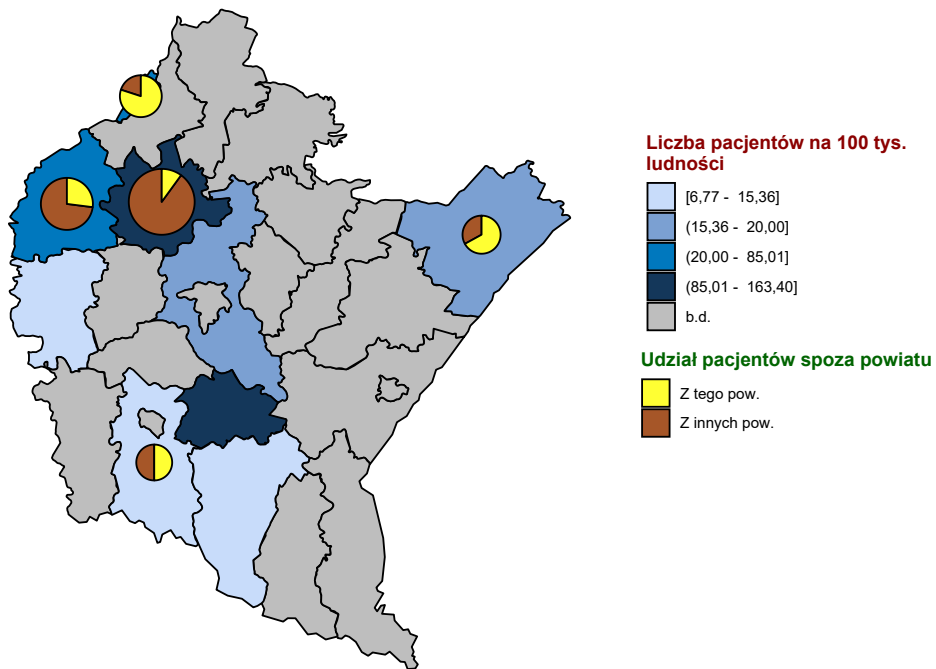 Liczba pacjentów na 100 tys.
ludności
[6,77 - 15,36]
(15,36 - 20,00]
(20,00 - 85,01]
(85,01 - 163,40]
b.d.
Udział pacjentów spoza powiatu
Z tego pow.
Z innych pow.